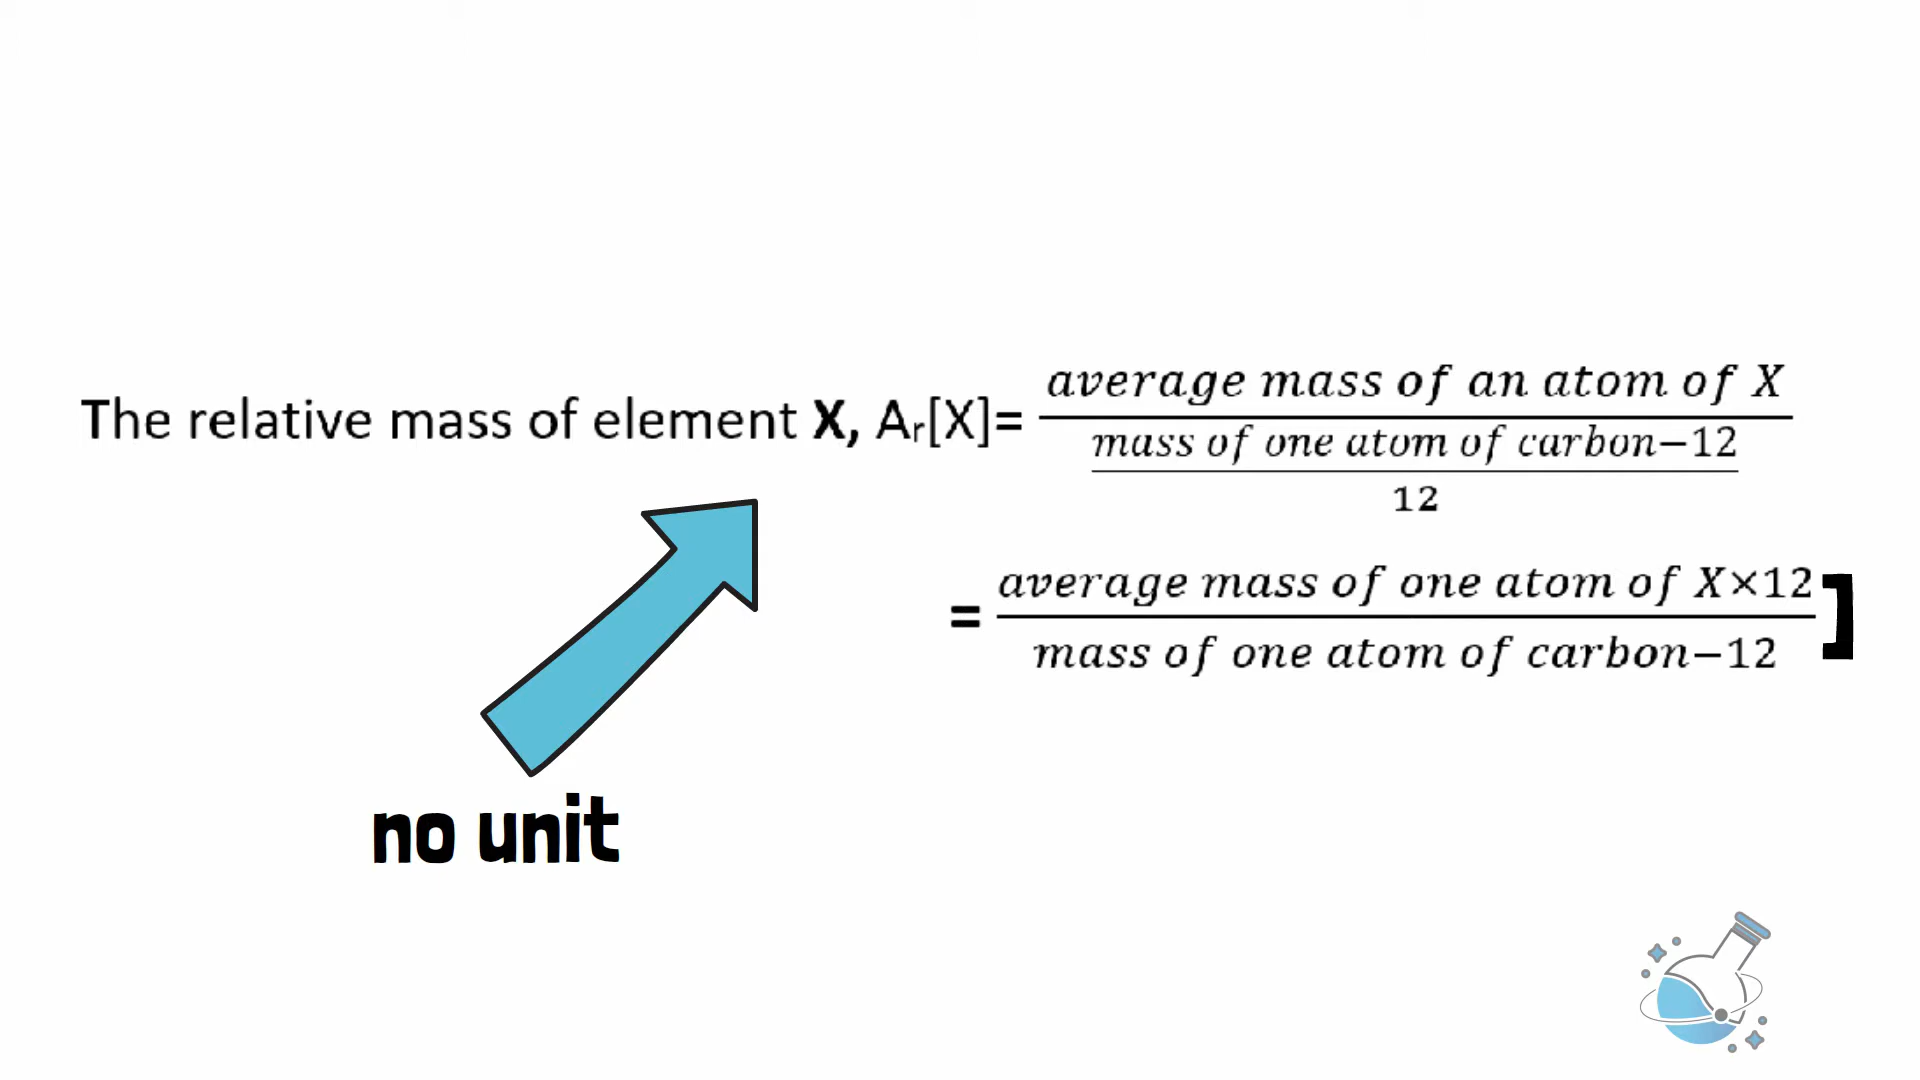 The relative mass of element X, Aᵣ[X]= average mass of an atom of X
mass of one atom of carbon−12
12
= average mass of one atom of X×12 ]
mass of one atom of carbon−12
no unit